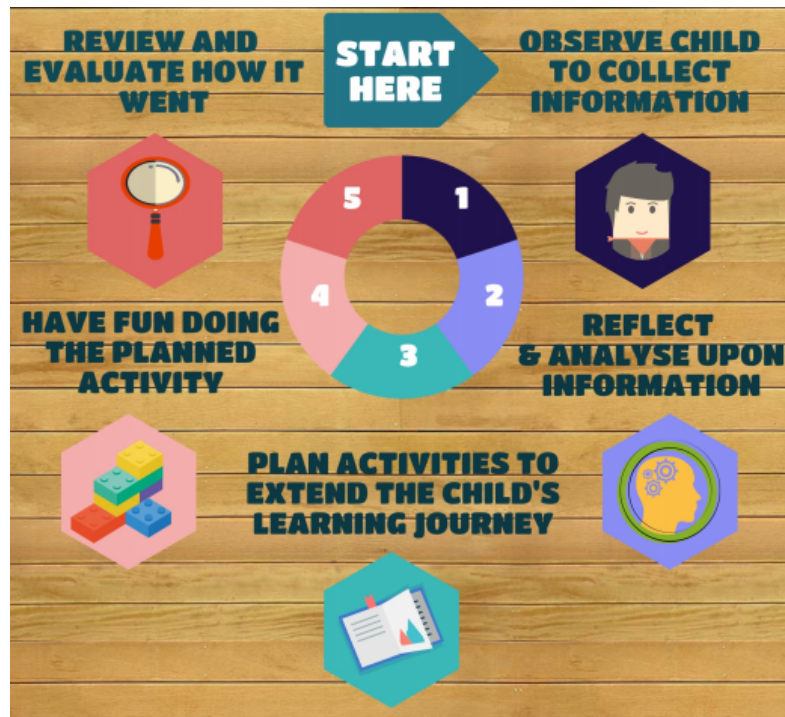 START
HERE
OBSERVE CHILD
TO COLLECT
INFORMATION
1
REFLECT
& ANALYSE UPON
INFORMATION
2
PLAN ACTIVITIES TO
EXTEND THE CHILD'S
LEARNING JOURNEY
3
HAVE FUN DOING
THE PLANNED
ACTIVITY
4
REVIEW AND
EVALUATE HOW IT
WENT
5